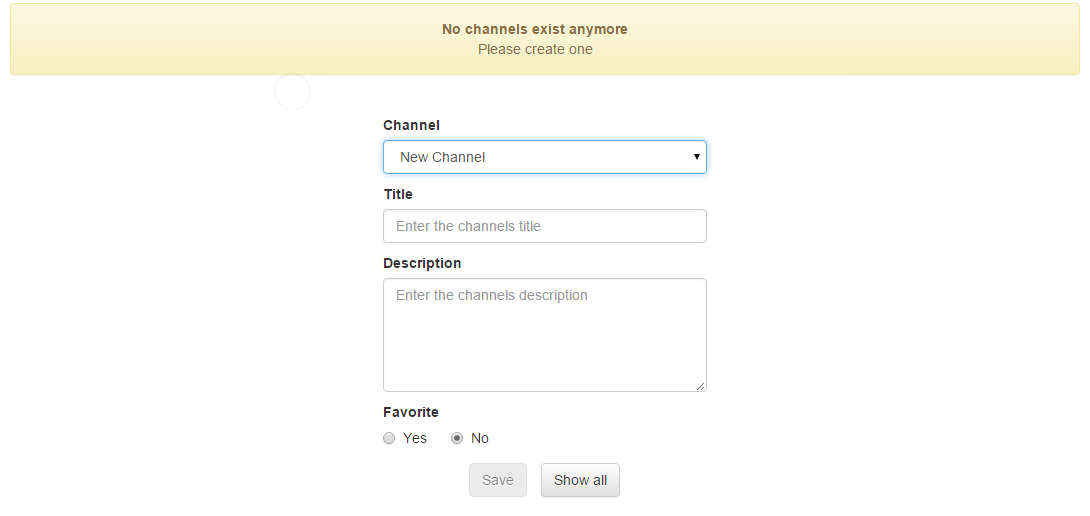 No channels exist anymore
Please create one
Channel
New Channel
Title
Enter the channels title
Description
Enter the channels description
Favorite
Yes No
Save Show all